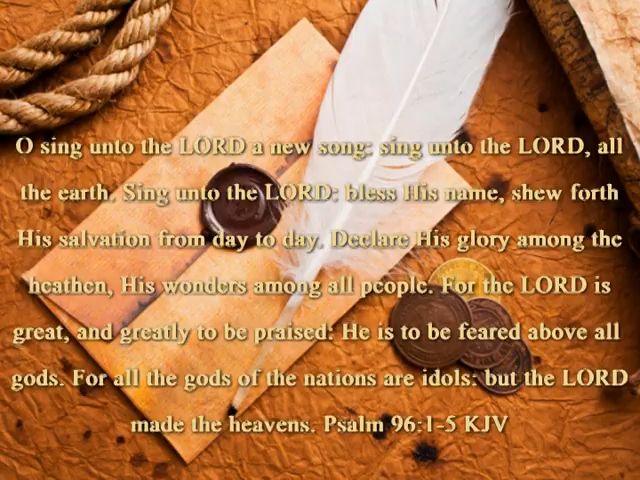 O sing unto the LORD a new song: sing unto the LORD, all
the earth. Sing unto the LORD: bless His name, shew forth
His salvation from day to day. Declare His glory among the
heathen, His wonders among all people. For the LORD is
great, and greatly to be praised: He is to be feared above all
gods. For all the gods of the nations are idols: but the LORD
made the heavens. Psalm 96:1-5 KJV